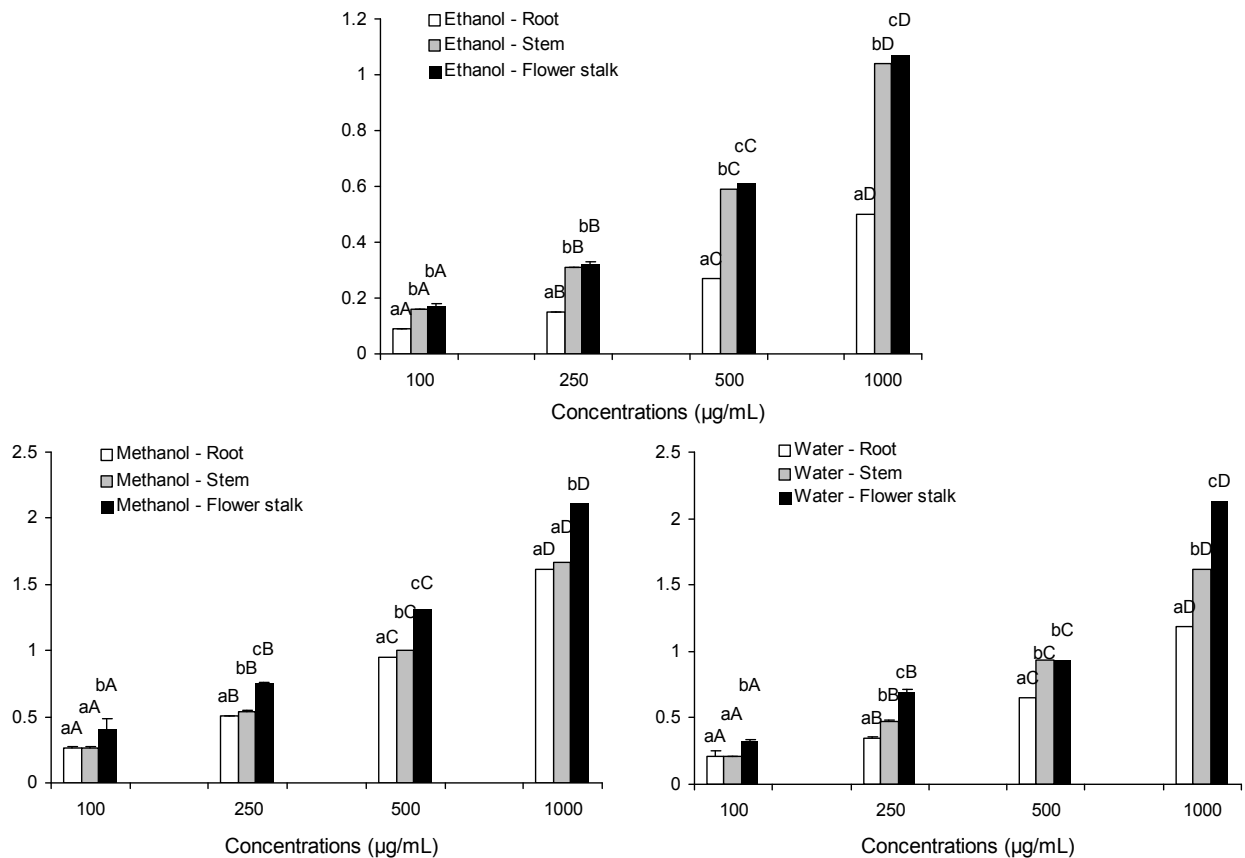 1.2
1
0.8
0.6
0.4
0.2
0
Ethanol - Root
Ethanol - Stem
Ethanol - Flower stalk
aA bA bA
aB bB bB
aC bC cC
aD bD cD
100 250 500 1000
Concentrations (µg/mL)
2.5
2
1.5
1
0.5
0
Methanol - Root
Methanol - Stem
Methanol - Flower stalk
aA aA bA
aB bB cB
aC bC cC
aD aD bD
100 250 500 1000
Concentrations (µg/mL)
2.5
2
1.5
1
0.5
0
Water - Root
Water - Stem
Water - Flower stalk
aA aA bA
aB bB cB
aC bC bC
aD bD cD
100 250 500 1000
Concentrations (µg/mL)